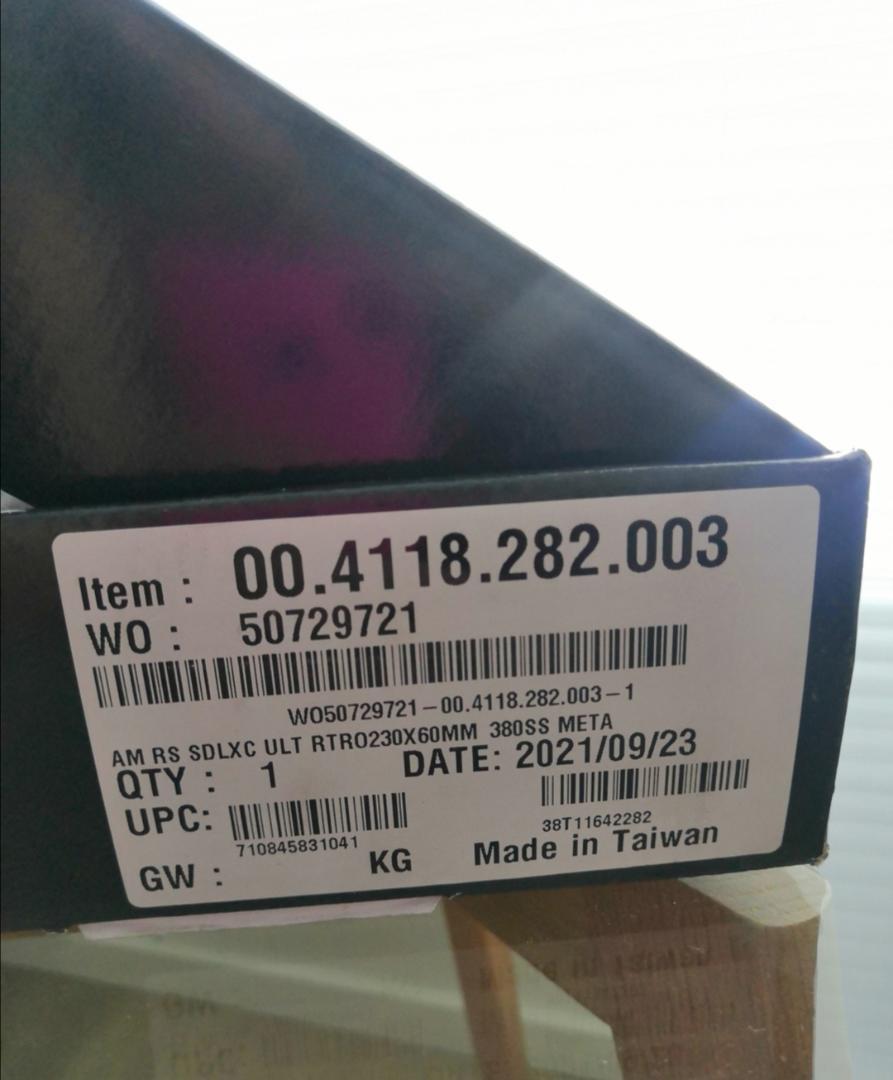 Item : 00.4118.282.003
WO : 50729721
WO50729721-00.4118.282.003-1
AM RS SDLXC ULT RTRO230X60MM 380SS META
QTY : 1 DATE: 2021/09/23
UPC: 710845831041 38T11642282
GW : KG Made in Taiwan